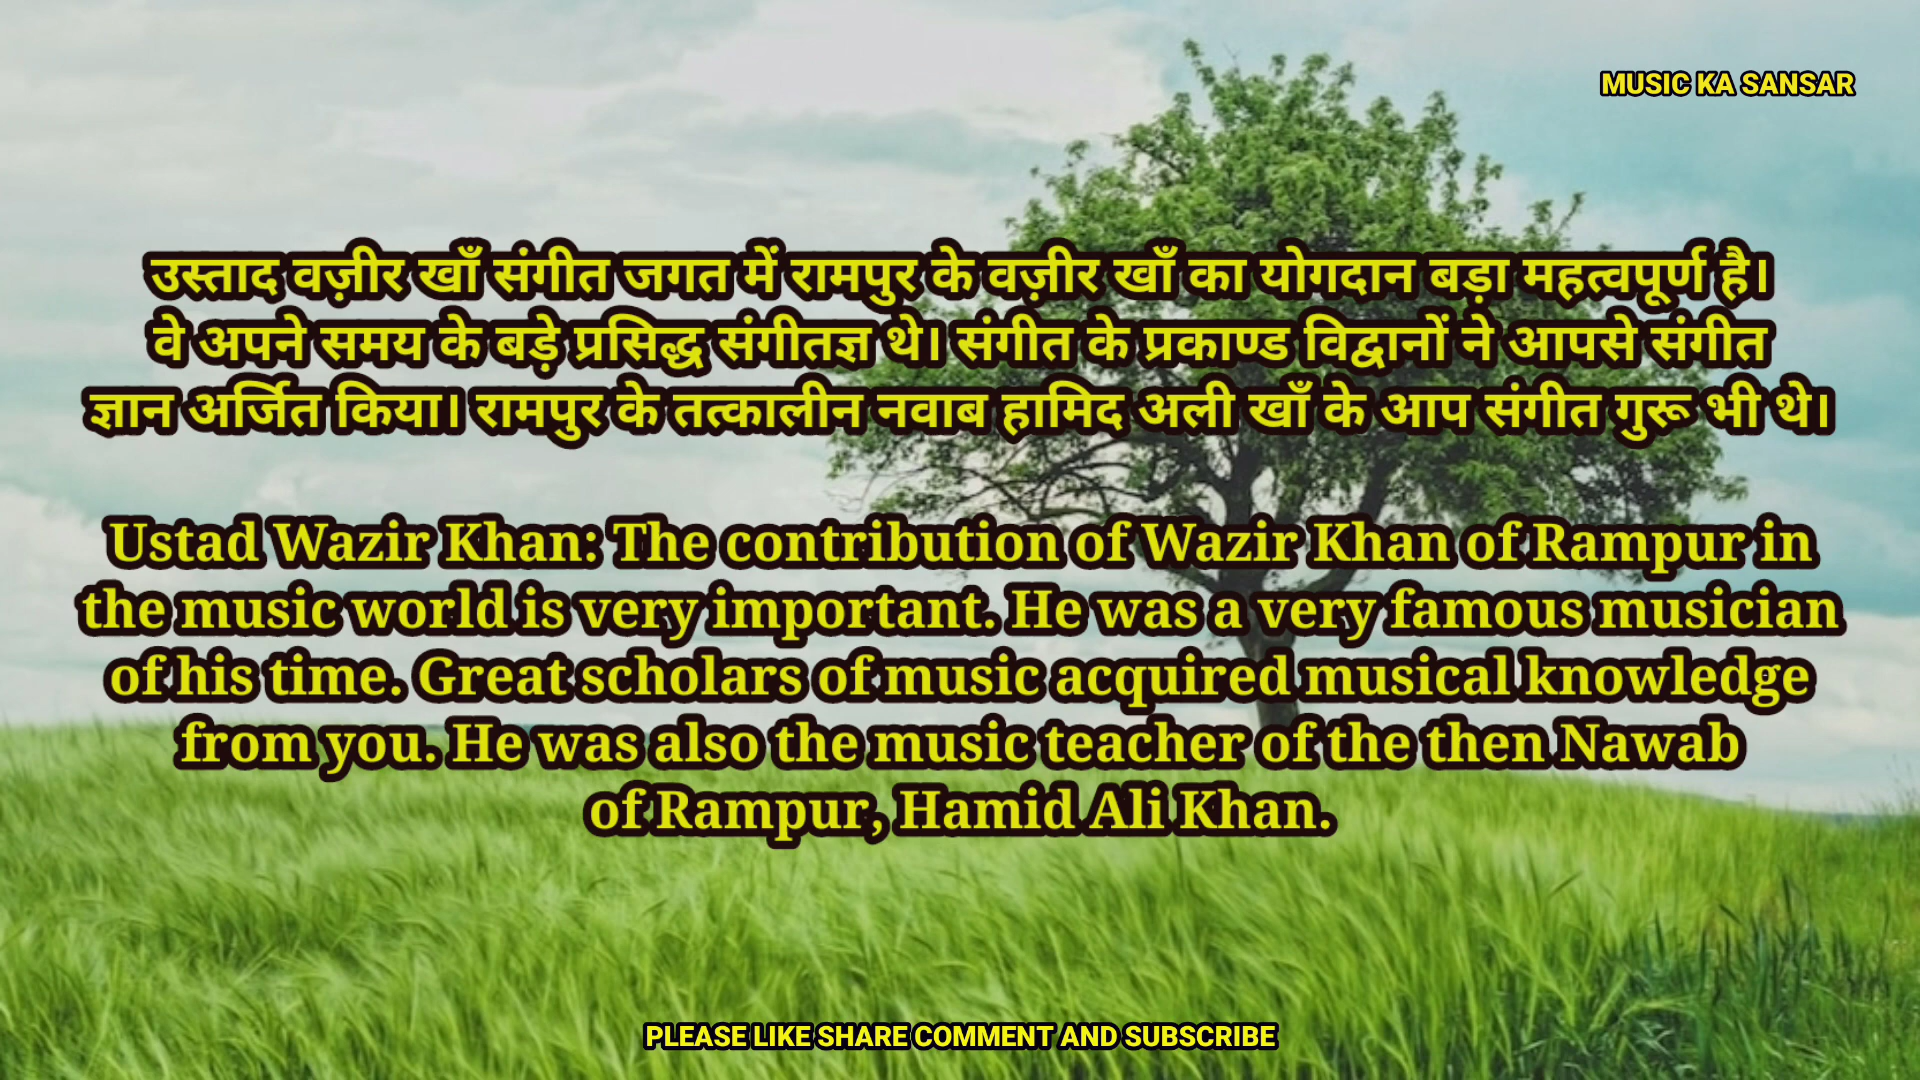 MUSIC KA SANSAR
उस्ताद वज़ीर खाँ संगीत जगत में रामपुर के वज़ीर खाँ का योगदान बड़ा महत्वपूर्ण है।
वे अपने समय के बड़े प्रसिद्ध संगीतज्ञ थे। संगीत के प्रकाण्ड विद्वानों ने आपसे संगीत
ज्ञान अर्जित किया। रामपुर के तत्कालीन नवाब हामिद अली खाँ के आप संगीत गुरू भी थे।
Ustad Wazir Khan: The contribution of Wazir Khan of Rampur in
the music world is very important. He was a very famous musician
of his time. Great scholars of music acquired musical knowledge
from you. He was also the music teacher of the then Nawab
of Rampur, Hamid Ali Khan.
PLEASE LIKE SHARE COMMENT AND SUBSCRIBE